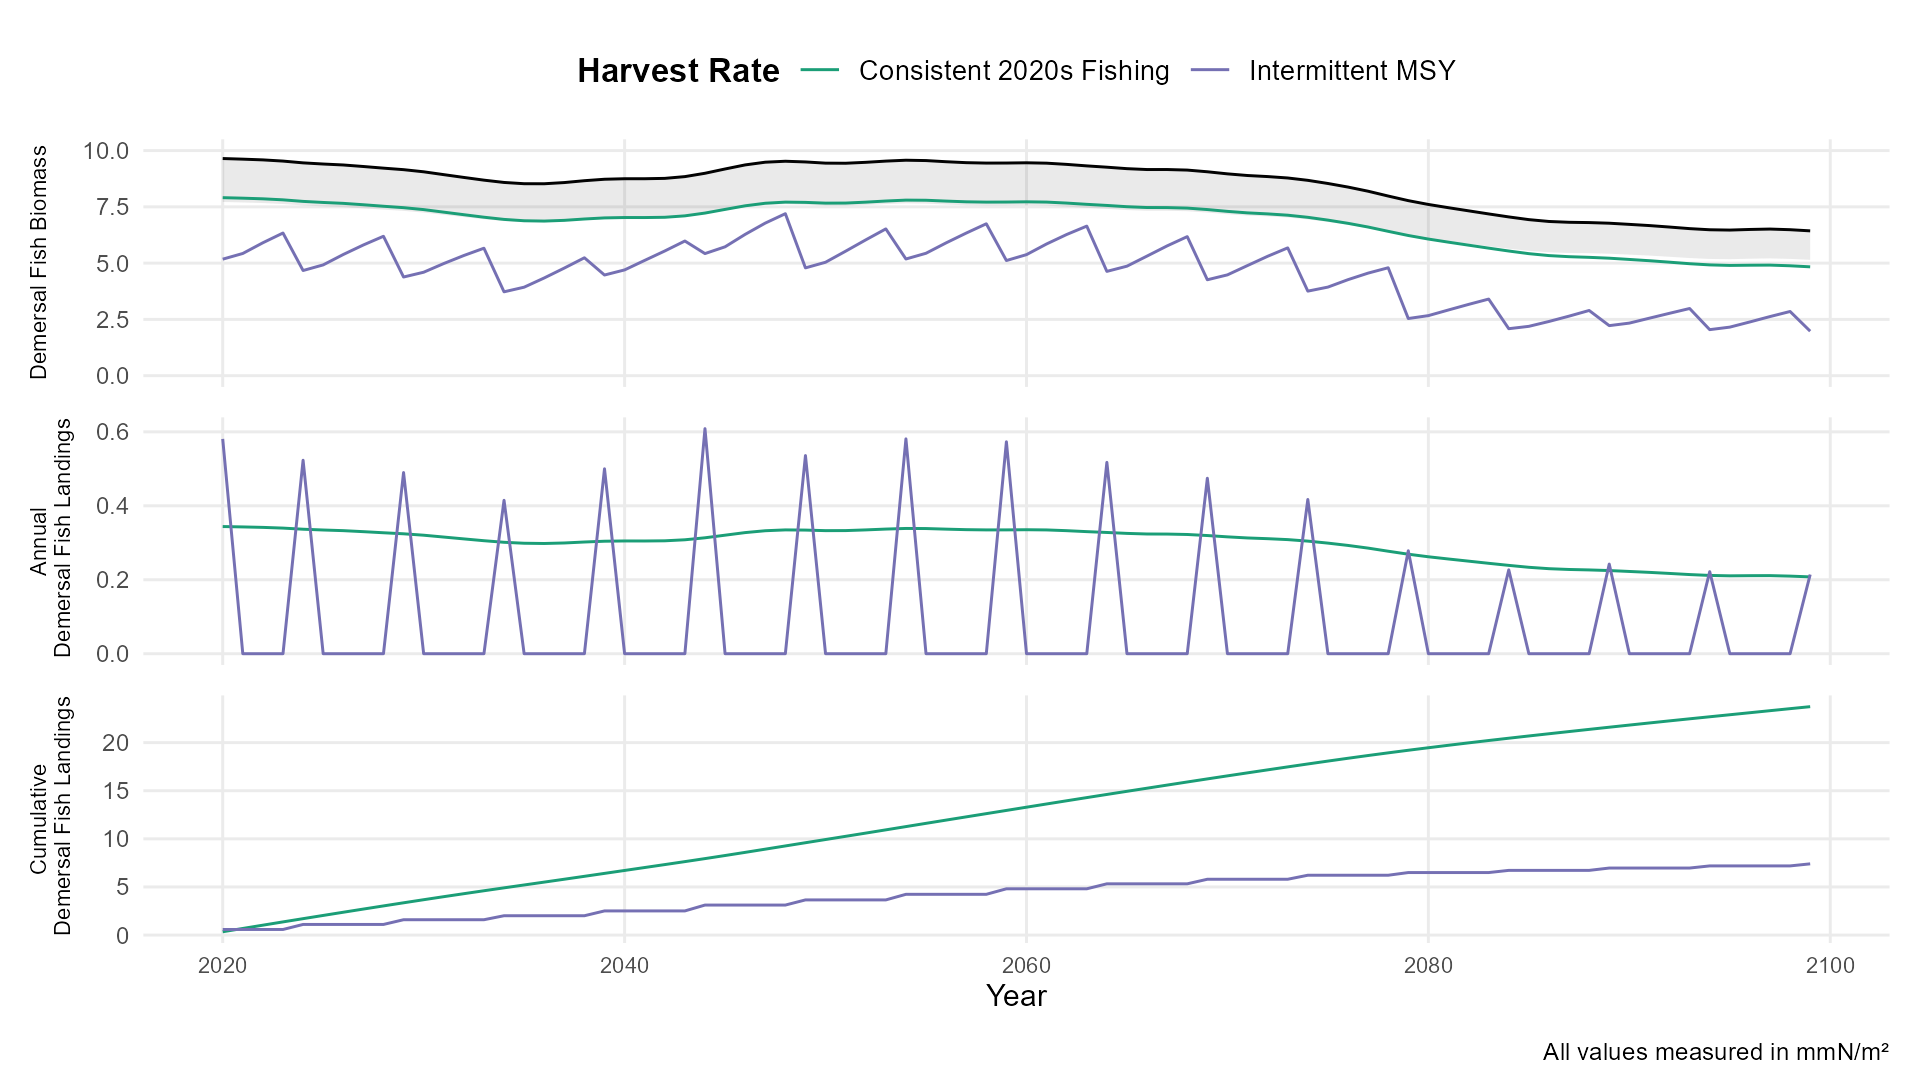 Harvest Rate Consistent 2020s Fishing Intermittent MSY
Demersal Fish Biomass
10.0
7.5
5.0
2.5
0.0
Annual
Demersal Fish Landings
0.6
0.4
0.2
0.0
Cumulative
Demersal Fish Landings
20
15
10
5
0
2020 2040 2060 2080 2100
Year
All values measured in mmN/m²